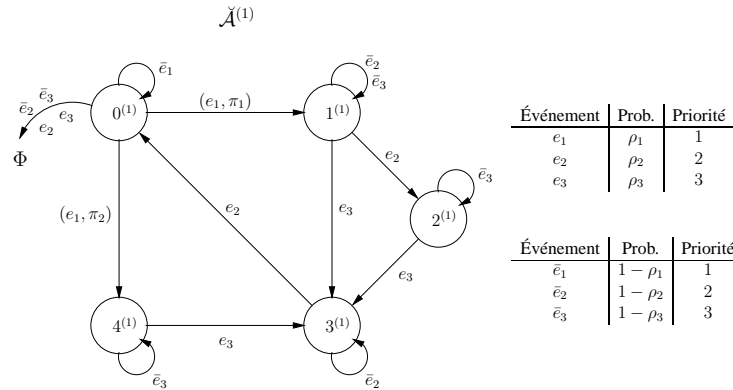 𝒜̆⁽¹⁾
ē₁
ē₂
ē₃
ē₃
ē₂
e₃
e₂
Φ
0⁽¹⁾
(e₁, π₁)
1⁽¹⁾
e₂
ē₃
2⁽¹⁾
(e₁, π₂)
e₂
e₃
e₃
4⁽¹⁾
e₃
3⁽¹⁾
ē₃
ē₂
Événement Prob. Priorité
e₁ ρ₁ 1
e₂ ρ₂ 2
e₃ ρ₃ 3
Événement Prob. Priorité
ē₁ 1 − ρ₁ 1
ē₂ 1 − ρ₂ 2
ē₃ 1 − ρ₃ 3